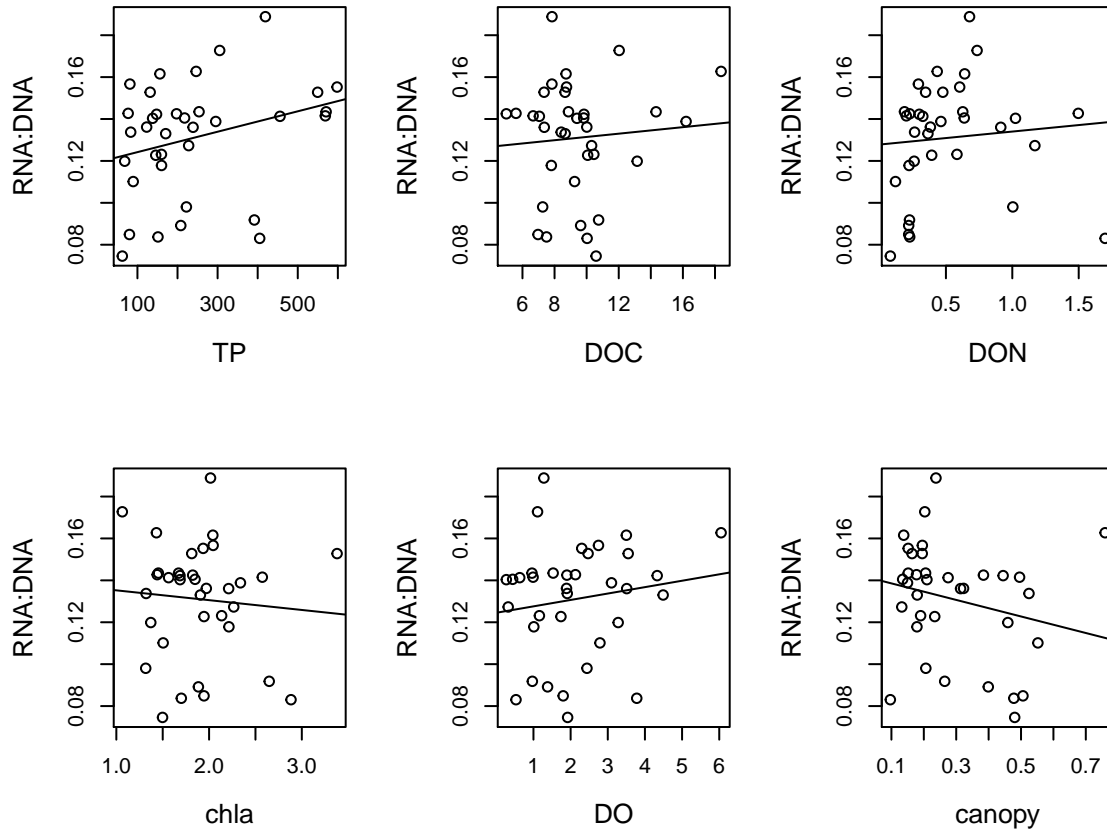 RNA:DNA
0.08 0.12 0.16
100 300 500
TP
RNA:DNA
0.08 0.12 0.16
6 8 12 16
DOC
RNA:DNA
0.08 0.12 0.16
0.5 1.0 1.5
DON
RNA:DNA
0.08 0.12 0.16
1.0 2.0 3.0
chla
RNA:DNA
0.08 0.12 0.16
1 2 3 4 5 6
DO
RNA:DNA
0.08 0.12 0.16
0.1 0.3 0.5 0.7
canopy